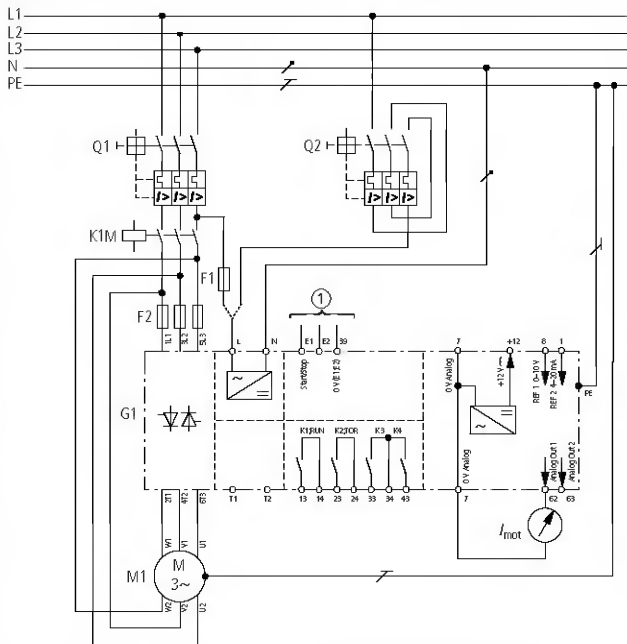 L1
L2
L3
N
PE
Q1
Q2
I> I> I>
I> I> I>
K1M
F1
1
F2
1L1
3L2
5L3
L
N
E1
E2
39
7
+12
8
1
Start/Stop
0 V (E1;E2)
0 V Analog
+12 V
REF 1 0–10 V
REF 2 4–20 mA
PE
G1
~
=
~
=
K1;RUN
K2;TOR
K3
K4
0 V Analog
Analog Out 1
Analog Out 2
T1
T2
13
14
23
24
33
34
43
7
62
63
2T1
4T2
6T3
Imot
W1
V1
U1
M1
M
3~
W2
V2
U2